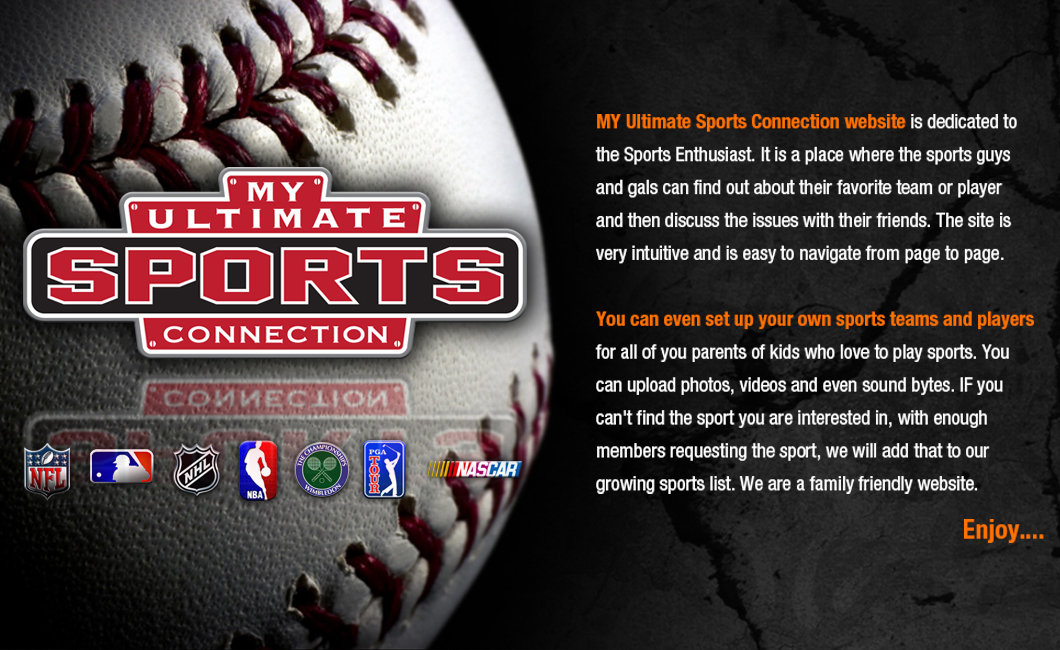 MY
ULTIMATE
SPORTS
CONNECTION
CONNECTION
NFL
NHL
NBA
THE CHAMPIONSHIPS
WIMBLEDON
PGA
TOUR
NASCAR
MY Ultimate Sports Connection website is dedicated to
the Sports Enthusiast. It is a place where the sports guys
and gals can find out about their favorite team or player
and then discuss the issues with their friends. The site is
very intuitive and is easy to navigate from page to page.
You can even set up your own sports teams and players
for all of you parents of kids who love to play sports. You
can upload photos, videos and even sound bytes. IF you
can't find the sport you are interested in, with enough
members requesting the sport, we will add that to our
growing sports list. We are a family friendly website.
Enjoy....